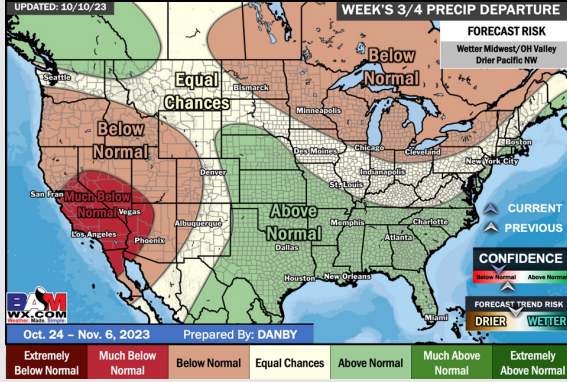 UPDATED: 10/10/23
WEEK'S 3/4 PRECIP DEPARTURE
FORECAST RISK
Wetter Midwest/OH Valley
Drier Pacific NW
Below
Normal
Seattle
Equal
Chances
Bismarck
Minneapolis
Below
Normal
Des Moines
Chicago
Cleveland
Boston
New York City
Indianapolis
Denver
St. Louis
San Fran
Much Below
Normal
Vegas
Los Angeles
Phoenix
Albuquerque
Above
Normal
Dallas
Memphis
Charlotte
Atlanta
Houston
New Orleans
Miami
CURRENT
PREVIOUS
CONFIDENCE
Below Normal
Above Normal
FORECAST TREND RISK
DRIER
WETTER
BAM
WX.COM
Weather Made Simple
Oct. 24 – Nov. 6, 2023
Prepared By: DANBY
Extremely
Below Normal
Much Below
Normal
Below Normal
Equal Chances
Above Normal
Much Above
Normal
Extremely
Above Normal